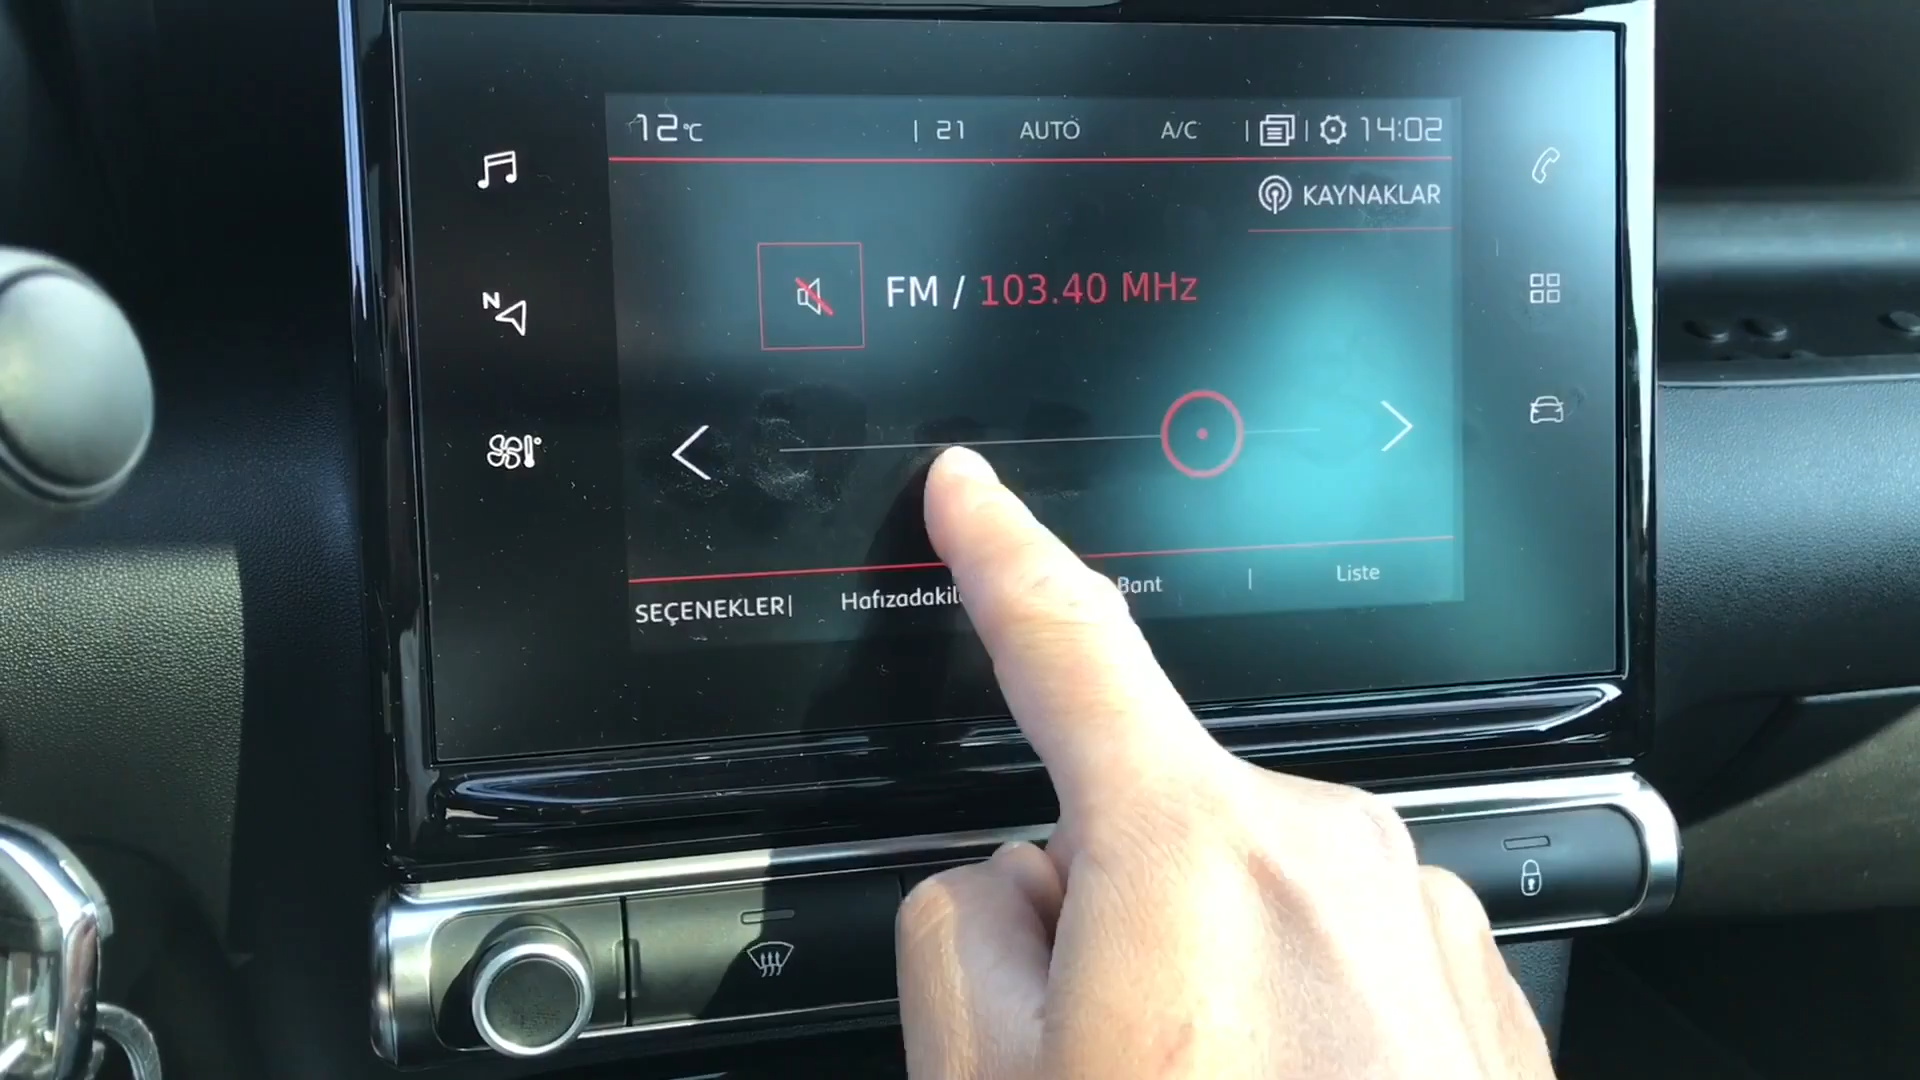 12°C | 21 AUTO A/C | | 14:02
KAYNAKLAR
FM / 103.40 MHz
N
SEÇENEKLER| Bant | Liste